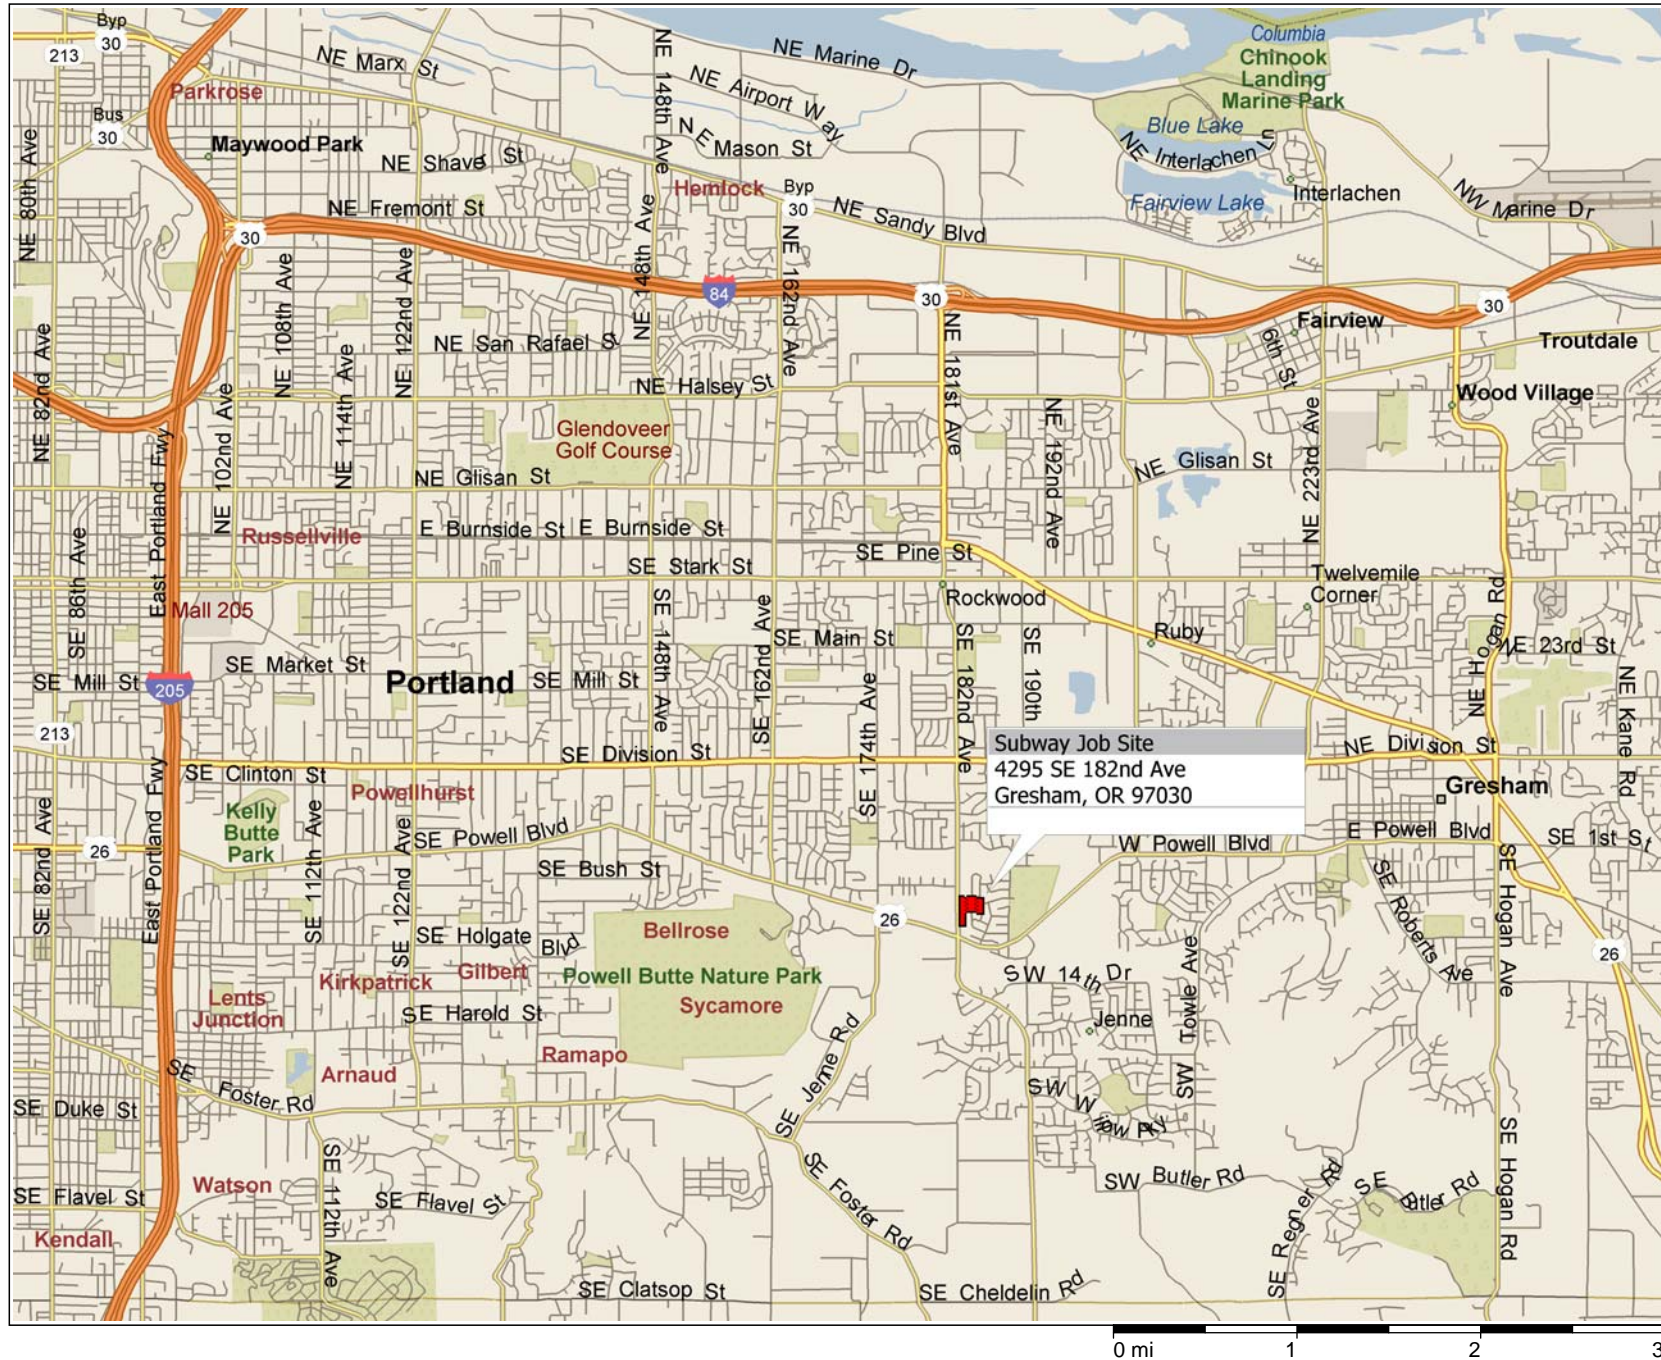 Byp
30
213
NE Marx St
NE 148th Ave
NE Marine Dr
Columbia
Chinook
Landing
Marine Park
Parkrose
NE Airport Way
Bus
30
Maywood Park
NE Mason St
Blue Lake
NE Interlachen Ln
NE 80th Ave
NE Shaver St
Hemlock
Byp
30
Interlachen
Fairview Lake
NW Marine Dr
NE Fremont St
NE Sandy Blvd
30
NE 108th Ave
NE 122nd Ave
NE 148th Ave
84
NE 162nd Ave
30
30
Fairview
Troutdale
NE 82nd Ave
NE San Rafael St
NE 181st Ave
6th St
NE 114th Ave
NE Halsey St
Wood Village
NE 102nd Ave
Glendoveer
Golf Course
NE 192nd Ave
NE 223rd Ave
East Portland Fwy
NE Glisan St
NE Glisan St
Russellville
E Burnside St
E Burnside St
SE Pine St
SE 86th Ave
SE Stark St
Twelvemile
Corner
Mall 205
Rockwood
NE Hogan Rd
SE 148th Ave
SE 162nd Ave
SE Main St
SE 182nd Ave
SE 190th
Ruby
NE 23rd St
SE Market St
SE Mill St
205
Portland
SE Mill St
SE 174th Ave
NE Kane Rd
213
SE Division St
Subway Job Site
4295 SE 182nd Ave
Gresham, OR 97030
NE Division St
SE Clinton St
East Portland Fwy
Powellhurst
Gresham
Kelly
Butte
Park
SE 82nd Ave
26
SE 112th Ave
SE 122nd Ave
SE Powell Blvd
W Powell Blvd
E Powell Blvd
SE 1st St
SE Bush St
SE Roberts Ave
SE Hogan Ave
26
26
Bellrose
SE Holgate Blvd
Gilbert
Kirkpatrick
Powell Butte Nature Park
Sycamore
SW 14th Dr
SW Towle Ave
Lents
Junction
SE Harold St
Jenne
Ramapo
SE Jenne Rd
Arnaud
SE Foster Rd
SE Duke St
SE Hogan Rd
SE 112th Ave
SE Foster Rd
SW Butler Rd
SE Regner Rd
SE Butler Rd
Watson
SE Flavel St
SE Flavel St
Kendall
SE Clatsop St
SE Cheldelin Rd
0 mi
1
2
3